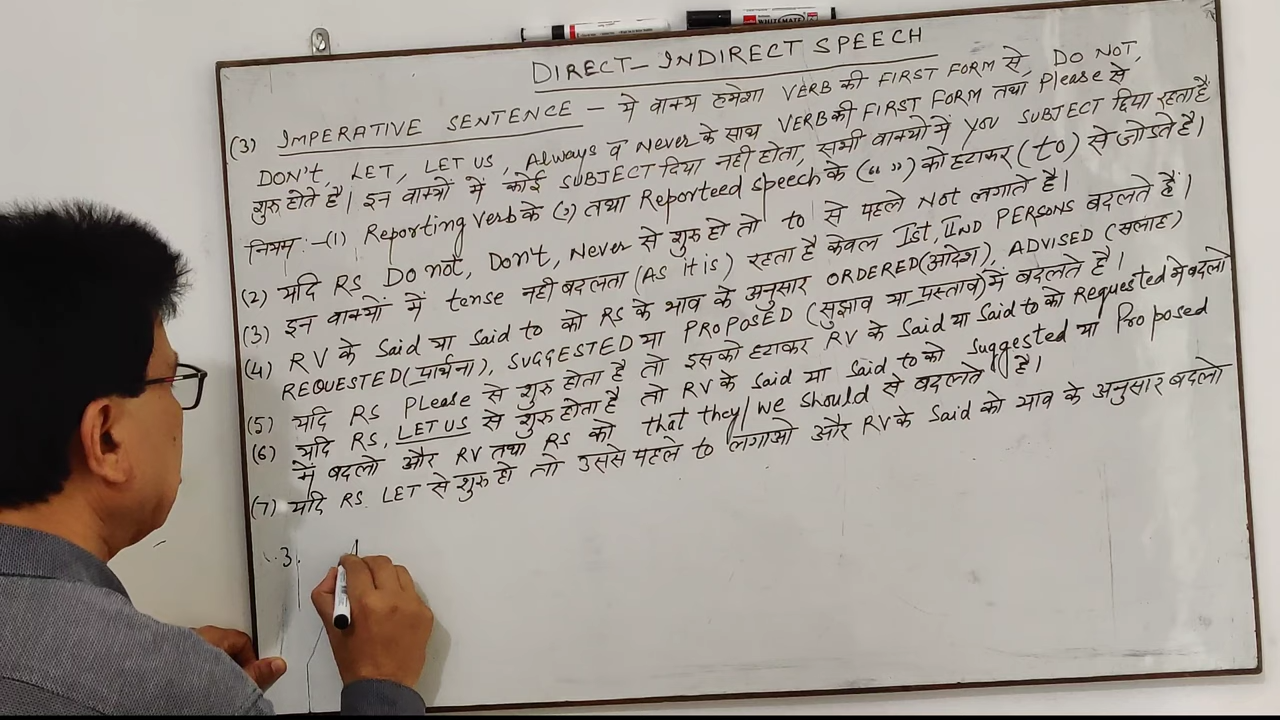 DIRECT-INDIRECT SPEECH
(3) IMPERATIVE SENTENCE - मे वाक्य हमेशा VERB की FIRST FORM से, DO NOT,
DON'T, LET, LET US, Always व Never के साथ VERB की FIRST FORM तथा Please से
शुरू होते है। इन वाक्यों में कोई SUBJECT दिया नही होता, सभी वाक्यो में YOU SUBJECT छिपा रहता है
नियम :-(1) Reporting Verb के (,) तथा Reporteed Speech के (" ") को हटाकर (to) से जोडते है।
(2) यदि RS Do not, Don't, Never से शुरू हो तो to से पहले Not लगाते है।
(3) इन वाक्यों में tense नही बदलता (As it is) रहता है केवल Ist, IIND PERSONS बदलते हैं।
(4) RV के Said या Said to को RS के भाव के अनुसार ORDERED (आदेश), ADVISED (सलाह)
REQUESTED (प्रार्थना), SUGGESTED या PROPOSED (सुझाव या प्रस्ताव) में बदलते है।
(5) यदि RS PLease से शुरू होता है तो इसको हटाकर RV के Said या Said to को Requested मे बदलो
(6) यदि RS, LET US से शुरू होता है तो RV के Said या Said to को Suggested या Proposed
में बदलो और RV तथा RS को that they/we should से बदलते है।
(7) यदि RS. LET से शुरू हो तो उससे पहले to लगाओ और RV के Said को भाव के अनुसार बदलो
3.
WHITEMATE